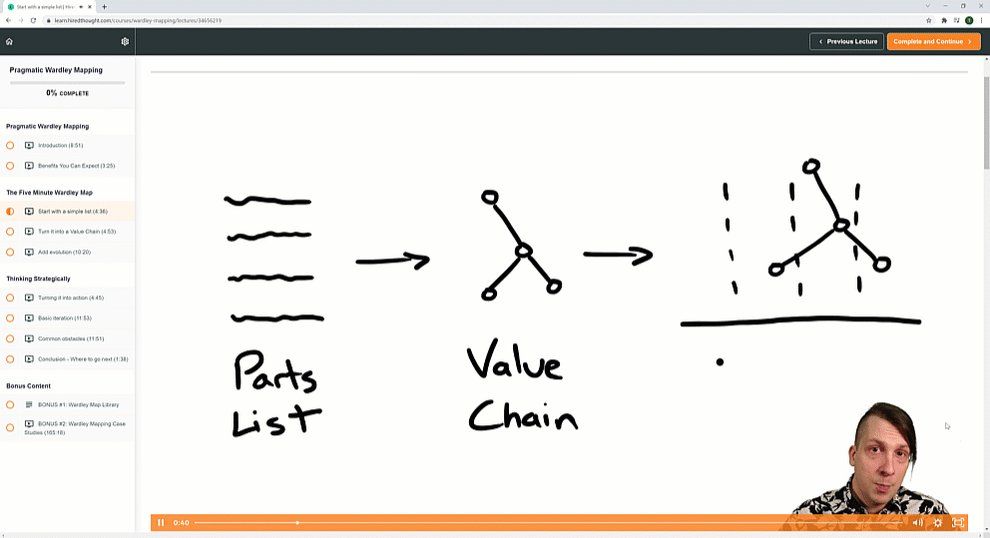 Start with a simple list | Hire
learn.hiredthought.com/courses/wardley-mapping/lectures/34656219
Previous Lecture
Complete and Continue
Pragmatic Wardley Mapping
0% COMPLETE
Pragmatic Wardley Mapping
Introduction (8:51)
Benefits You Can Expect (3:25)
The Five Minute Wardley Map
Start with a simple list (4:36)
Turn it into a Value Chain (4:53)
Add evolution (10:20)
Thinking Strategically
Turning it into action (4:45)
Basic iteration (11:53)
Common obstacles (11:51)
Conclusion - Where to go next (1:38)
Bonus Content
BONUS #1: Wardley Map Library
BONUS #2: Wardley Mapping Case
Studies (165:18)
Parts
List
Value
Chain
0:40